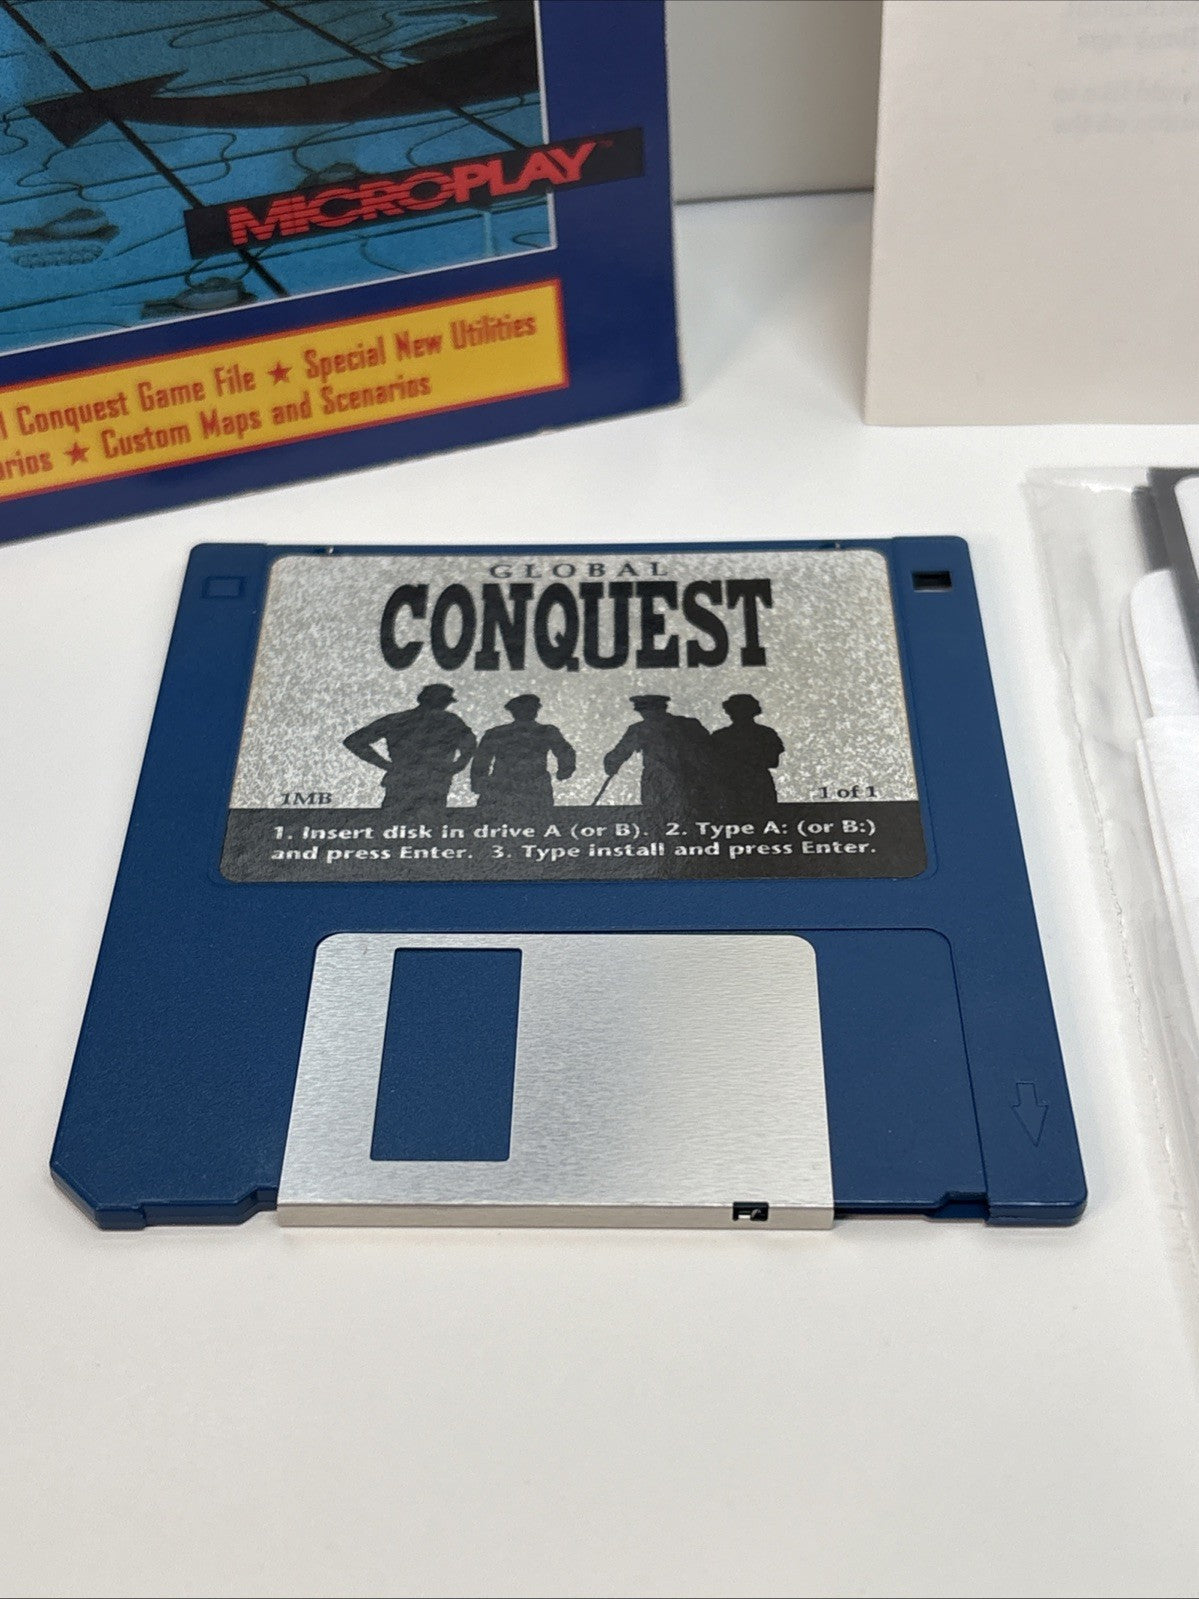 MICROPLAY™
Conquest Game File ★ Special New Utilities
★ Custom Maps and Scenarios
GLOBAL
CONQUEST
1MB
1 of 1
1. Insert disk in drive A (or B). 2. Type A: (or B:)
and press Enter. 3. Type install and press Enter.